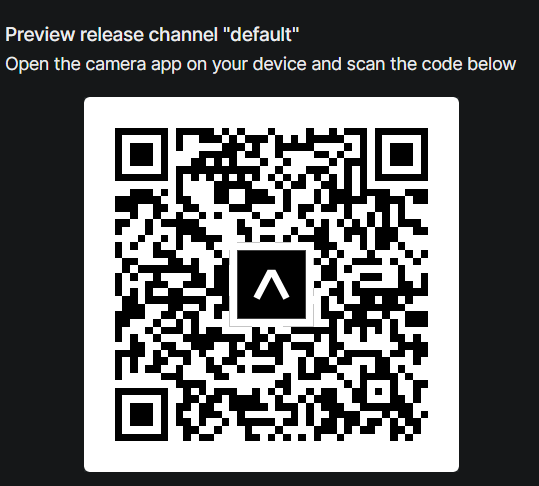 Preview release channel "default"
Open the camera app on your device and scan the code below